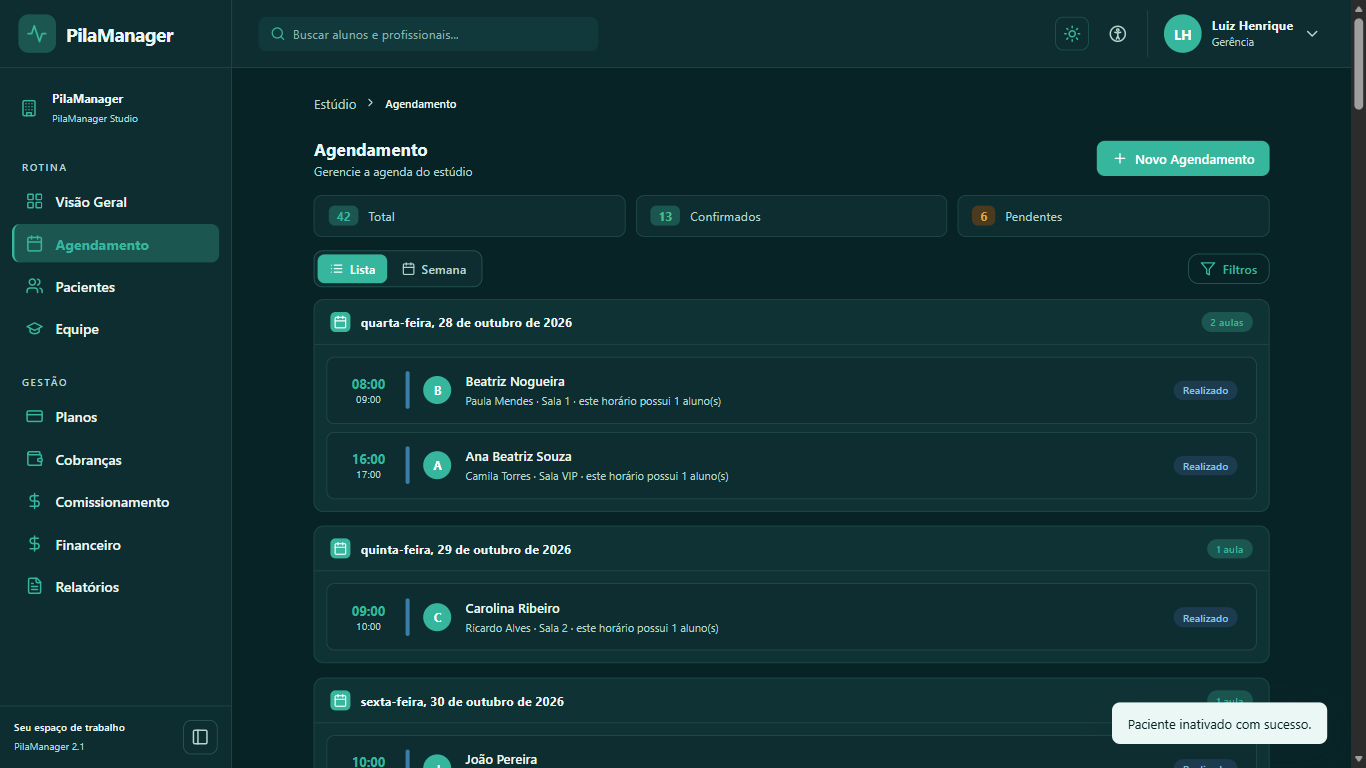 PilaManager
Buscar alunos e profissionais...
LH
Luiz Henrique
Gerência
PilaManager
PilaManager Studio
ROTINA
Visão Geral
Agendamento
Pacientes
Equipe
GESTÃO
Planos
Cobranças
Comissionamento
Financeiro
Relatórios
Seu espaço de trabalho
PilaManager 2.1
Estúdio
Agendamento
Agendamento
Gerencie a agenda do estúdio
Novo Agendamento
42 Total
13 Confirmados
6 Pendentes
Lista
Semana
Filtros
quarta-feira, 28 de outubro de 2026
2 aulas
08:00
09:00
B
Beatriz Nogueira
Paula Mendes · Sala 1 · este horário possui 1 aluno(s)
Realizado
16:00
17:00
A
Ana Beatriz Souza
Camila Torres · Sala VIP · este horário possui 1 aluno(s)
Realizado
quinta-feira, 29 de outubro de 2026
1 aula
09:00
10:00
C
Carolina Ribeiro
Ricardo Alves · Sala 2 · este horário possui 1 aluno(s)
Realizado
sexta-feira, 30 de outubro de 2026
1 aula
10:00
João Pereira
Paciente inativado com sucesso.